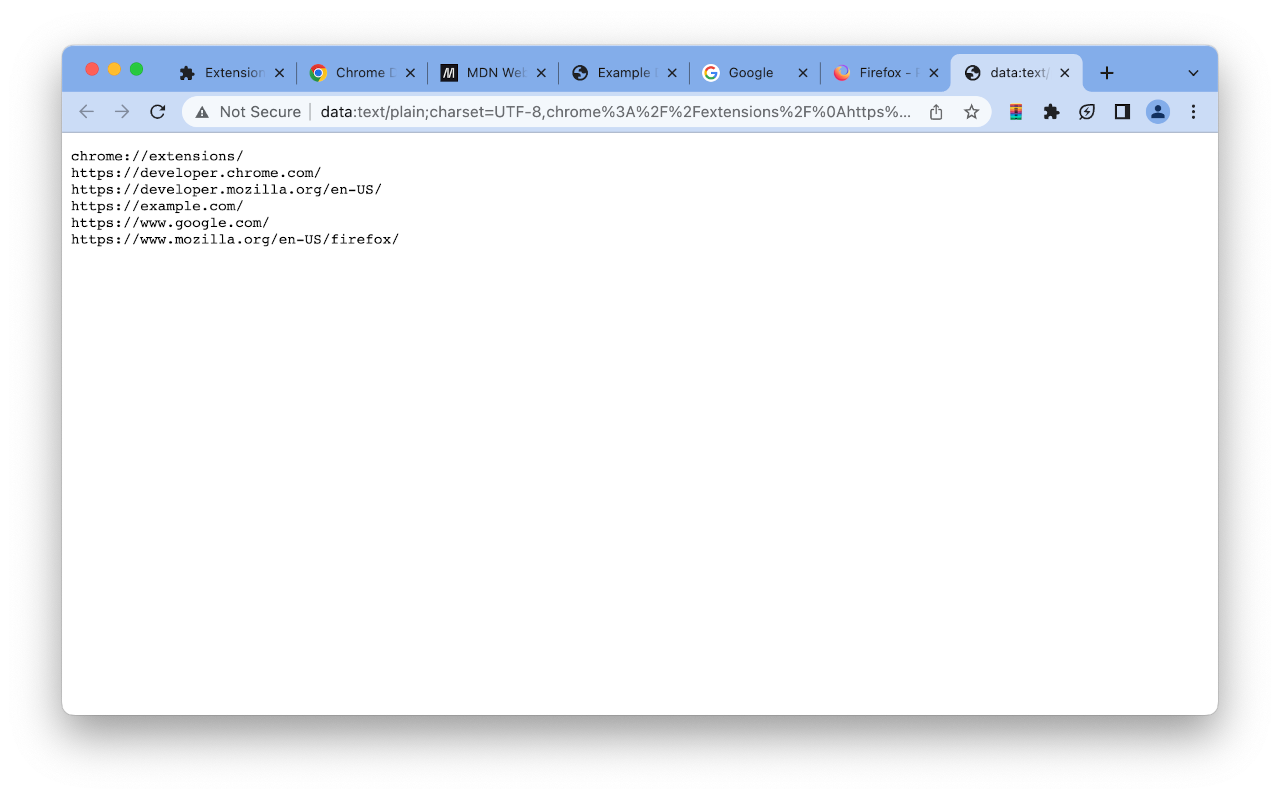 Extension
Chrome D
MDN Web
Example
Google
Firefox - F
data:text/
Not Secure
data:text/plain;charset=UTF-8,chrome%3A%2F%2Fextensions%2F%0Ahttps%...
chrome://extensions/
https://developer.chrome.com/
https://developer.mozilla.org/en-US/
https://example.com/
https://www.google.com/
https://www.mozilla.org/en-US/firefox/